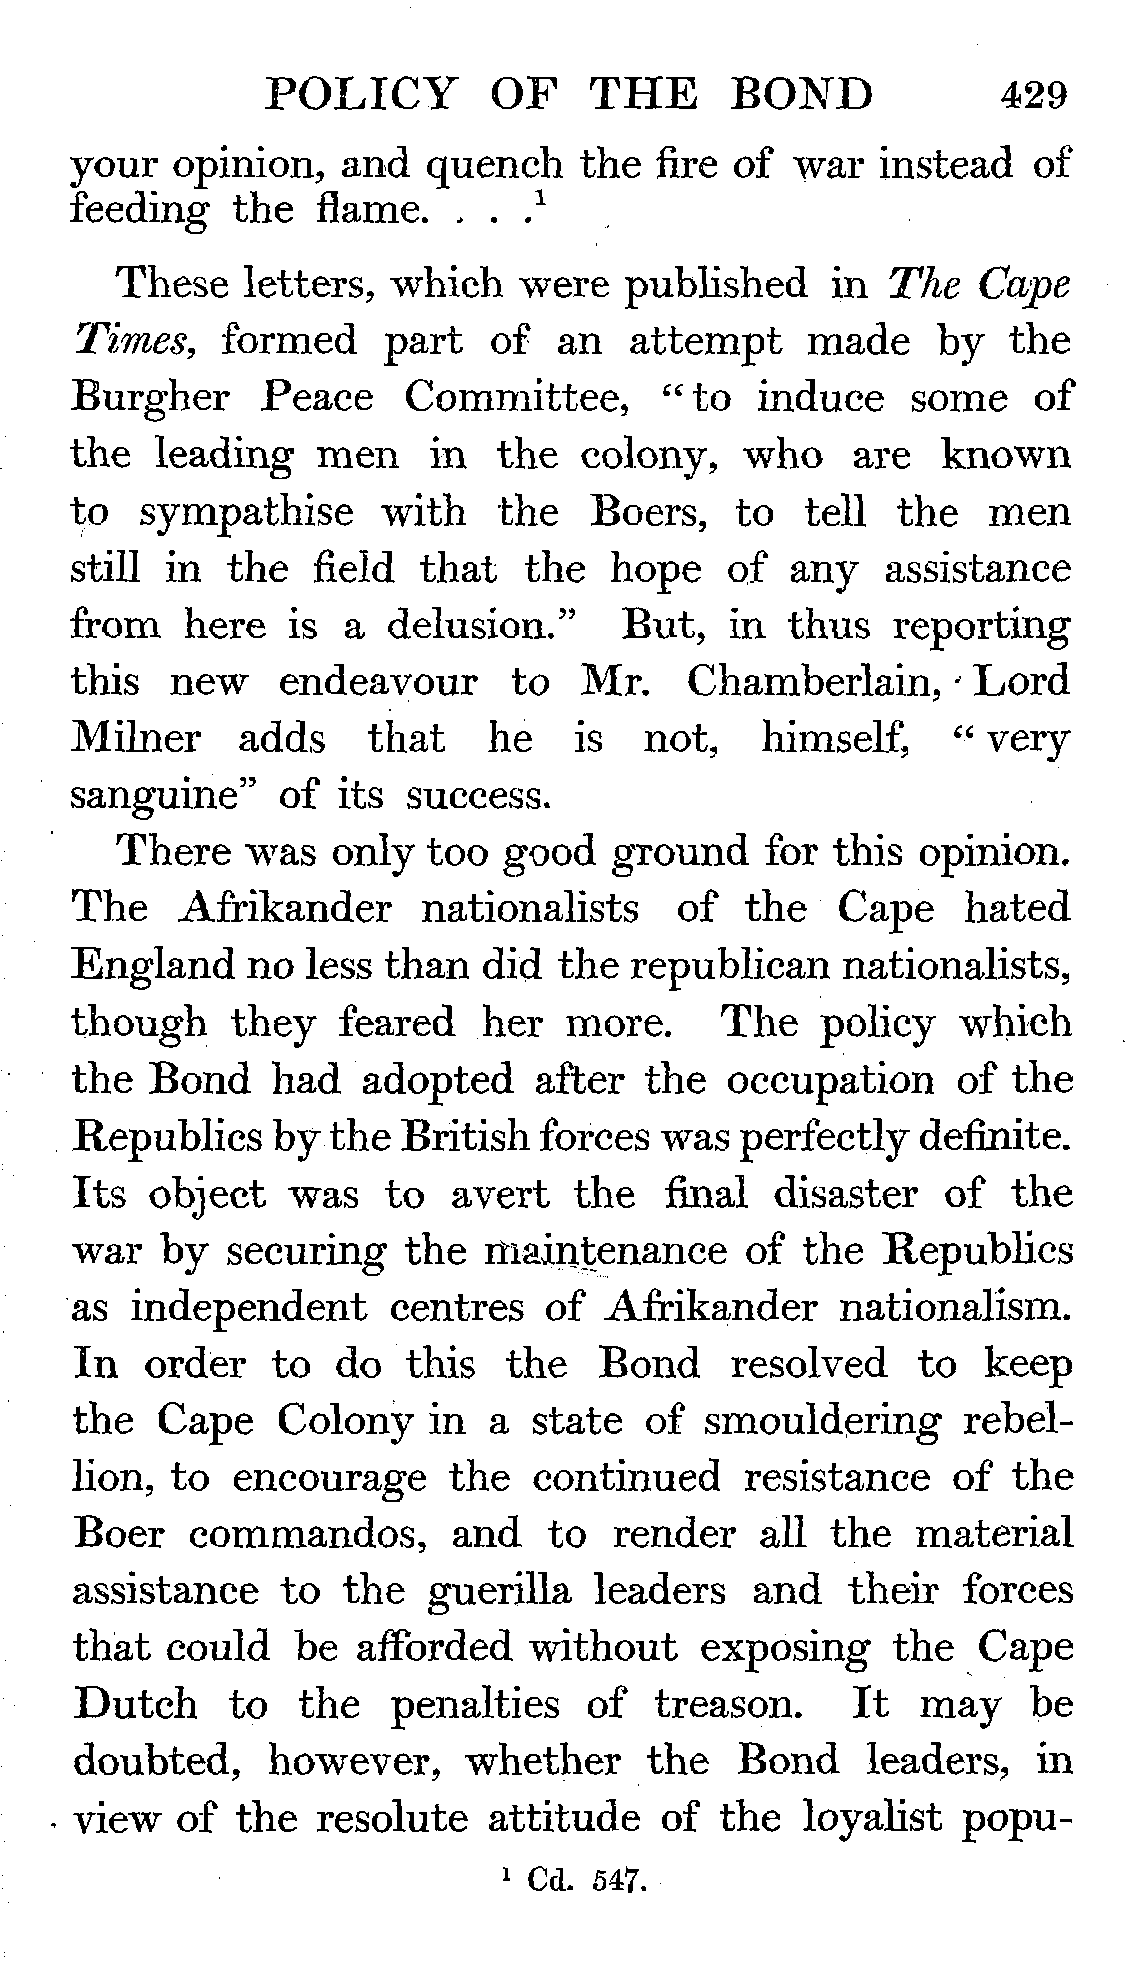 POLICY OF THE BOND 429
your opinion, and quench the fire of war instead of
feeding the flame. . . .¹
These letters, which were published in The Cape
Times, formed part of an attempt made by the
Burgher Peace Committee, “to induce some of
the leading men in the colony, who are known
to sympathise with the Boers, to tell the men
still in the field that the hope of any assistance
from here is a delusion.” But, in thus reporting
this new endeavour to Mr. Chamberlain, Lord
Milner adds that he is not, himself, “very
sanguine” of its success.
There was only too good ground for this opinion.
The Afrikander nationalists of the Cape hated
England no less than did the republican nationalists,
though they feared her more. The policy which
the Bond had adopted after the occupation of the
Republics by the British forces was perfectly definite.
Its object was to avert the final disaster of the
war by securing the maintenance of the Republics
as independent centres of Afrikander nationalism.
In order to do this the Bond resolved to keep
the Cape Colony in a state of smouldering rebel-
lion, to encourage the continued resistance of the
Boer commandos, and to render all the material
assistance to the guerilla leaders and their forces
that could be afforded without exposing the Cape
Dutch to the penalties of treason. It may be
doubted, however, whether the Bond leaders, in
view of the resolute attitude of the loyalist popu-
¹ Cd. 547.